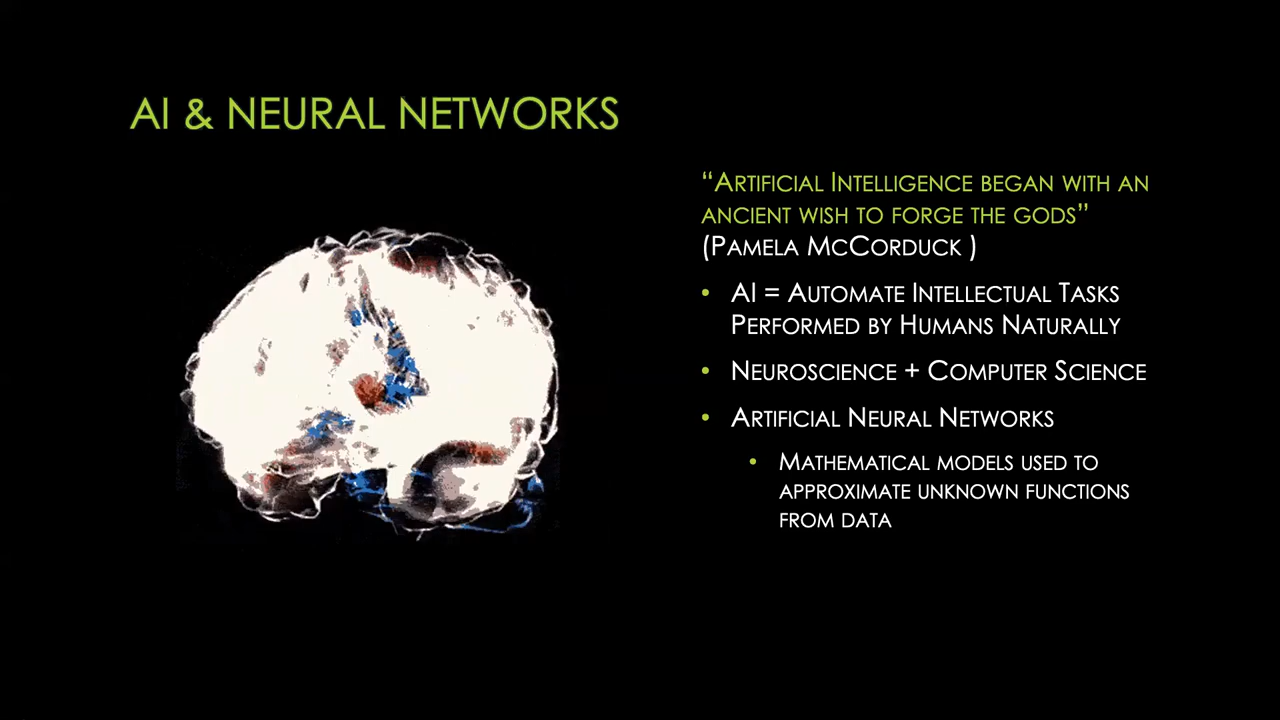 AI & NEURAL NETWORKS
“ARTIFICIAL INTELLIGENCE BEGAN WITH AN
ANCIENT WISH TO FORGE THE GODS”
(PAMELA MCCORDUCK )
• AI = AUTOMATE INTELLECTUAL TASKS
PERFORMED BY HUMANS NATURALLY
• NEUROSCIENCE + COMPUTER SCIENCE
• ARTIFICIAL NEURAL NETWORKS
• MATHEMATICAL MODELS USED TO
APPROXIMATE UNKNOWN FUNCTIONS
FROM DATA